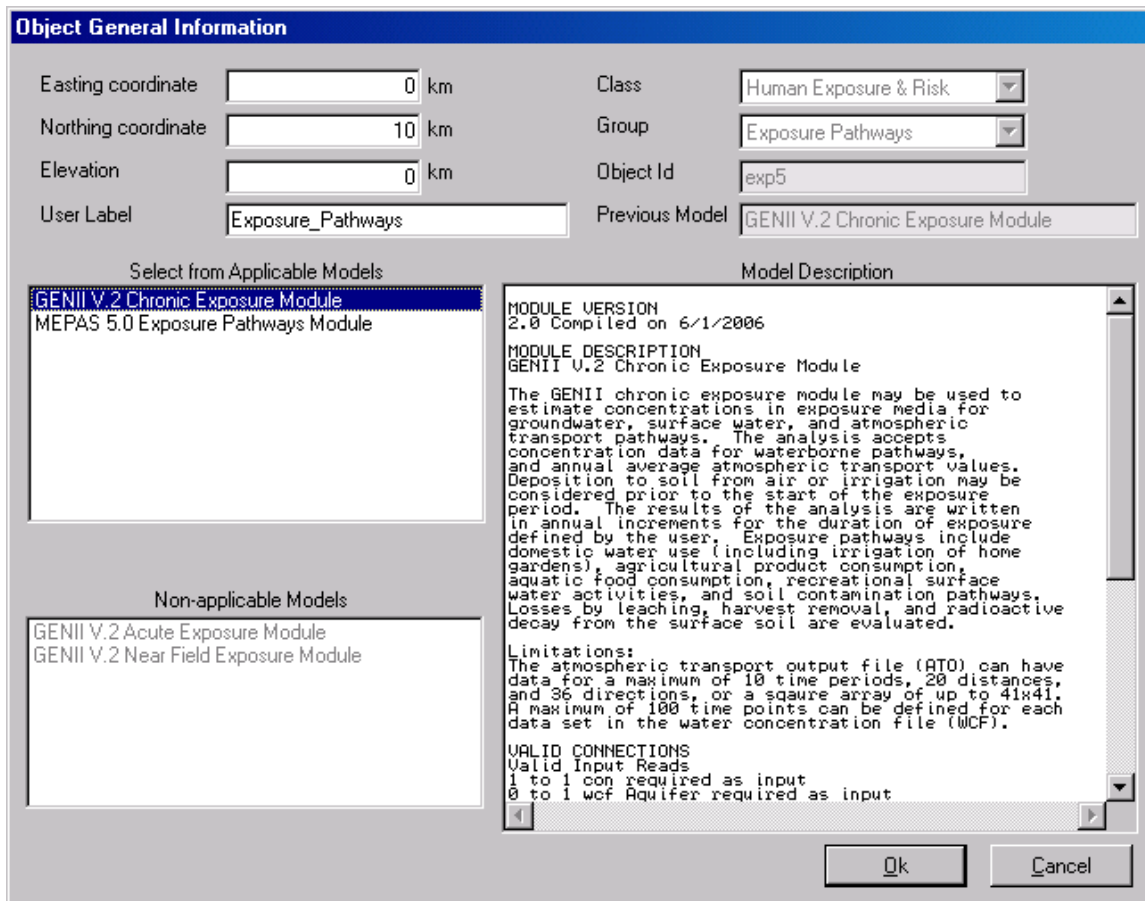 Object General Information
Easting coordinate 0 km
Northing coordinate 10 km
Elevation 0 km
User Label Exposure_Pathways
Class Human Exposure & Risk
Group Exposure Pathways
Object Id exp5
Previous Model GENII V.2 Chronic Exposure Module
Select from Applicable Models
GENII V.2 Chronic Exposure Module
MEPAS 5.0 Exposure Pathways Module
Non-applicable Models
GENII V.2 Acute Exposure Module
GENII V.2 Near Field Exposure Module
Model Description
MODULE VERSION
2.0 Compiled on 6/1/2006
MODULE DESCRIPTION
GENII V.2 Chronic Exposure Module
The GENII chronic exposure module may be used to
estimate concentrations in exposure media for
groundwater, surface water, and atmospheric
transport pathways. The analysis accepts
concentration data for waterborne pathways,
and annual average atmospheric transport values.
Deposition to soil from air or irrigation may be
considered prior to the start of the exposure
period. The results of the analysis are written
in annual increments for the duration of exposure
defined by the user. Exposure pathways include
domestic water use (including irrigation of home
gardens), agricultural product consumption,
aquatic food consumption, recreational surface
water activities, and soil contamination pathways.
Losses by leaching, harvest removal, and radioactive
decay from the surface soil are evaluated.
Limitations:
The atmospheric transport output file (ATO) can have
data for a maximum of 10 time periods, 20 distances,
and 36 directions, or a sqaure array of up to 41x41.
A maximum of 100 time points can be defined for each
data set in the water concentration file (WCF).
VALID CONNECTIONS
Valid Input Reads
1 to 1 con required as input
0 to 1 wcf Aquifer required as input
Ok
Cancel